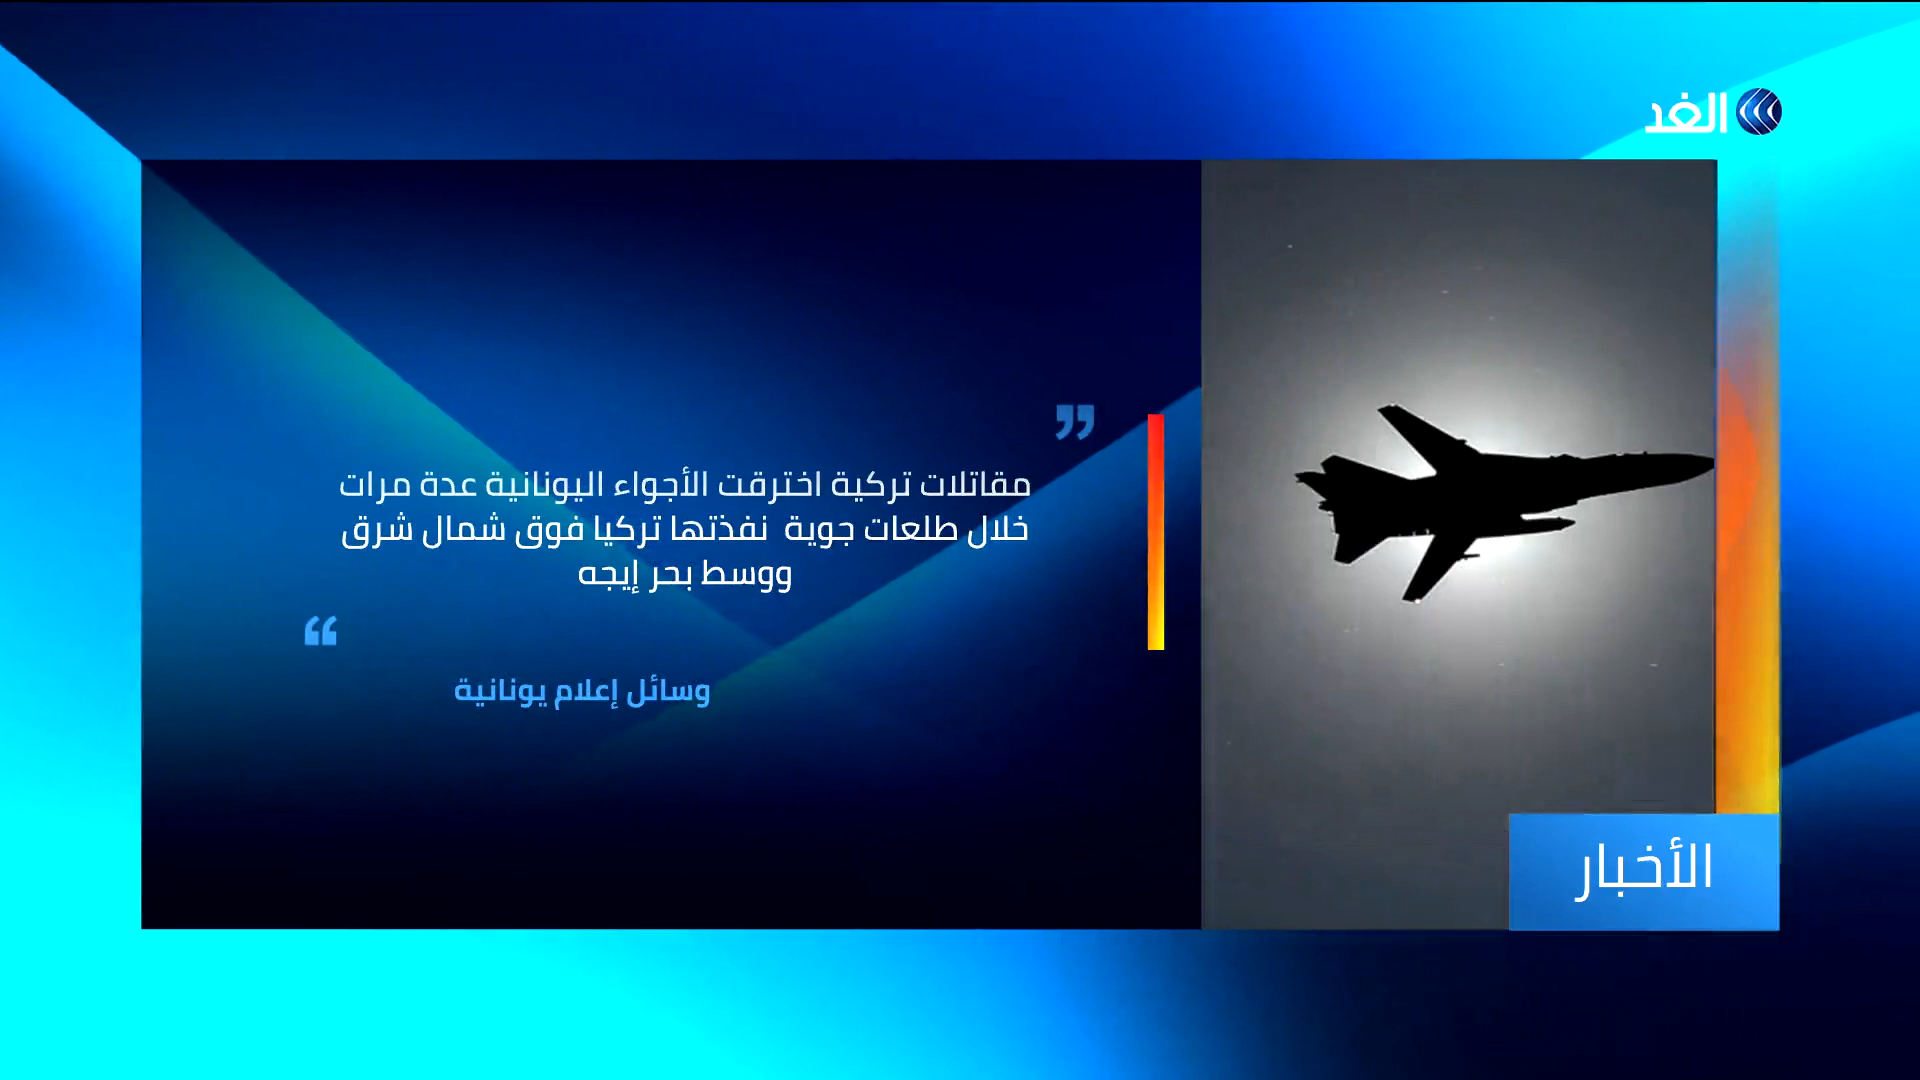 الغد
”
مقاتلات تركية اخترقت الأجواء اليونانية عدة مرات
خلال طلعات جوية نفذتها تركيا فوق شمال شرق
ووسط بحر إيجه
“
وسائل إعلام يونانية
الأخبار